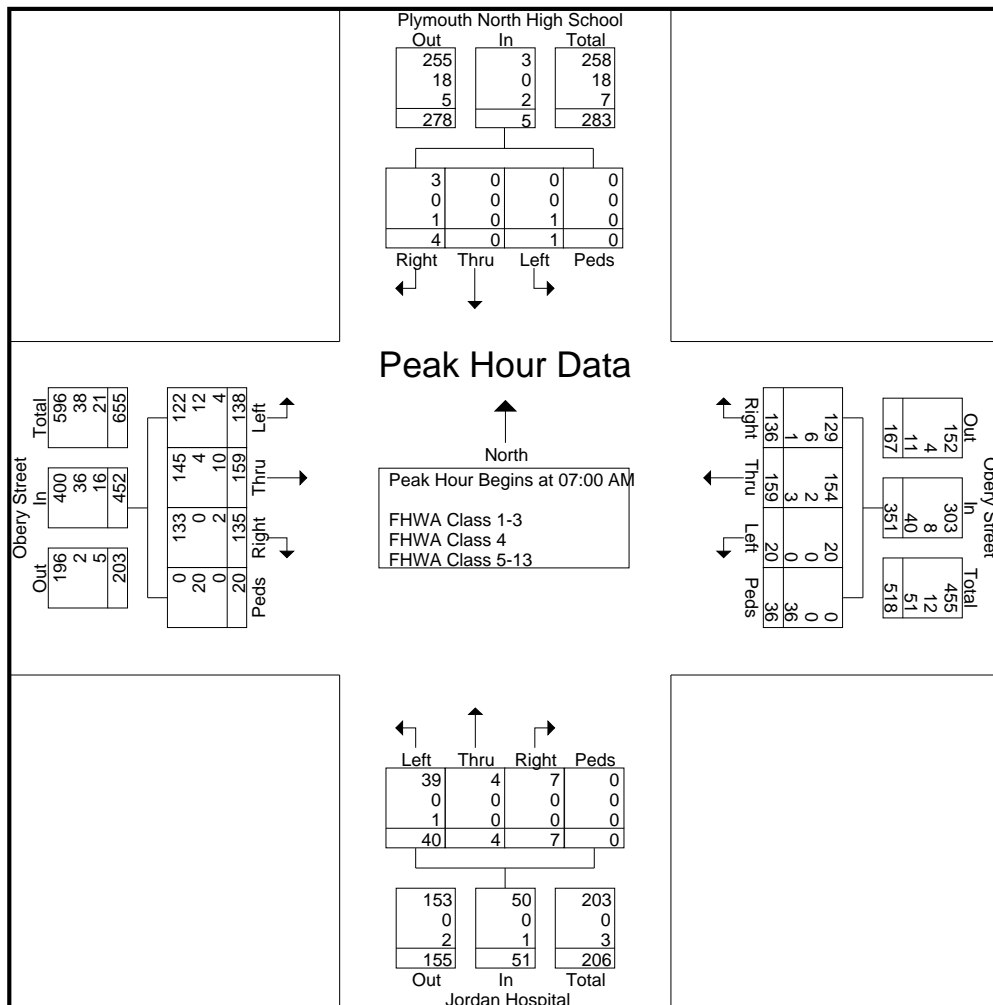 Plymouth North High School
Out In Total
255 3 258
18 0 18
5 2 7
278 5 283
3 0 0 0
0 0 0 0
1 0 1 0
4 0 1 0
Right Thru Left Peds
Peak Hour Data
North
Peak Hour Begins at 07:00 AM
FHWA Class 1-3
FHWA Class 4
FHWA Class 5-13
Obery Street
Out In Total
196 400 596
2 36 38
5 16 21
203 452 655
Peds Right Thru Left
0 133 145 122
20 0 4 12
0 2 10 4
20 135 159 138
Obery Street
Out In Total
152 303 455
4 8 12
11 40 51
167 351 518
Right Thru Left Peds
129 154 20 0
6 2 0 0
1 3 0 36
136 159 20 36
Left Thru Right Peds
39 4 7 0
0 0 0 0
1 0 0 0
40 4 7 0
153 50 203
0 0 0
2 1 3
155 51 206
Out In Total
Jordan Hospital